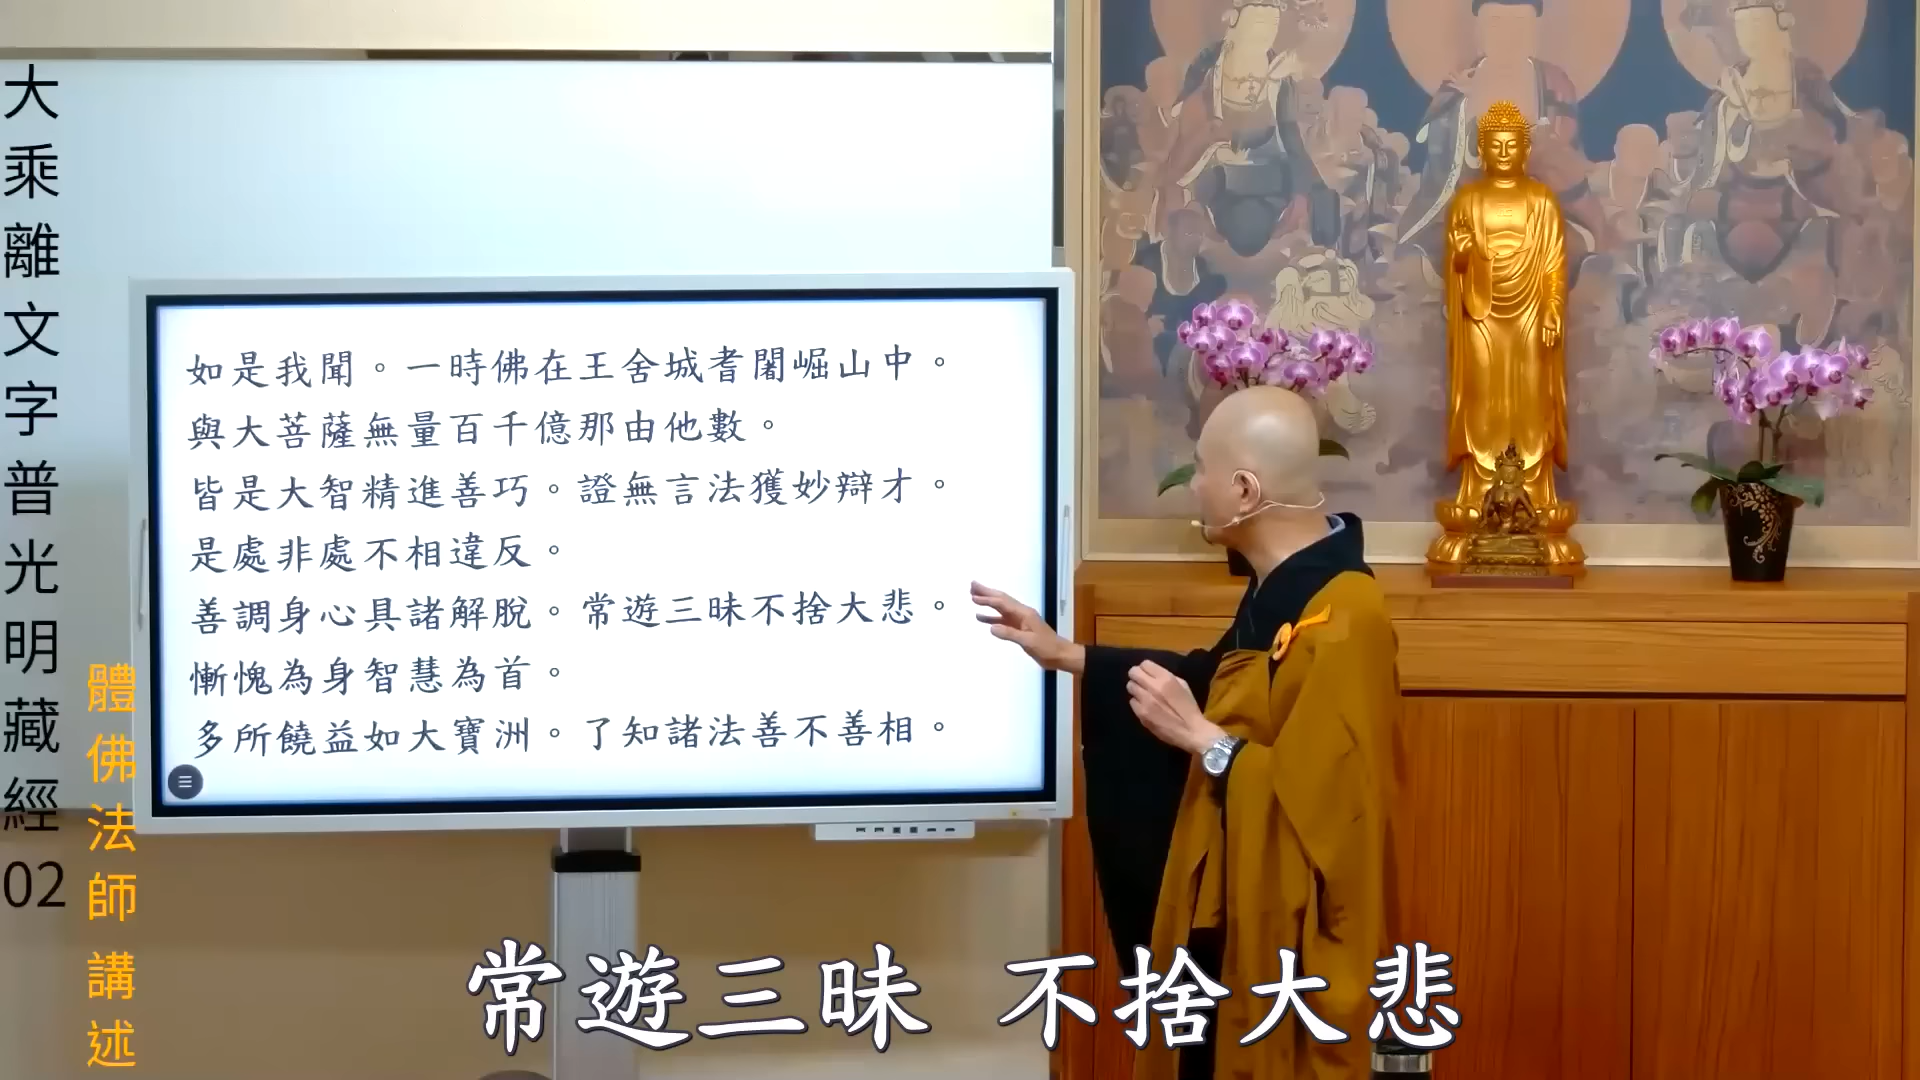 大乘離文字普光明藏經02
體佛法師 講述
如是我聞。一時佛在王舍城耆闍崛山中。
與大菩薩無量百千億那由他數。
皆是大智精進善巧。證無言法獲妙辯才。
是處非處不相違反。
善調身心具諸解脫。常遊三昧不捨大悲。
慚愧為身智慧為首。
多所饒益如大寶洲。了知諸法善不善相。
常遊三昧 不捨大悲